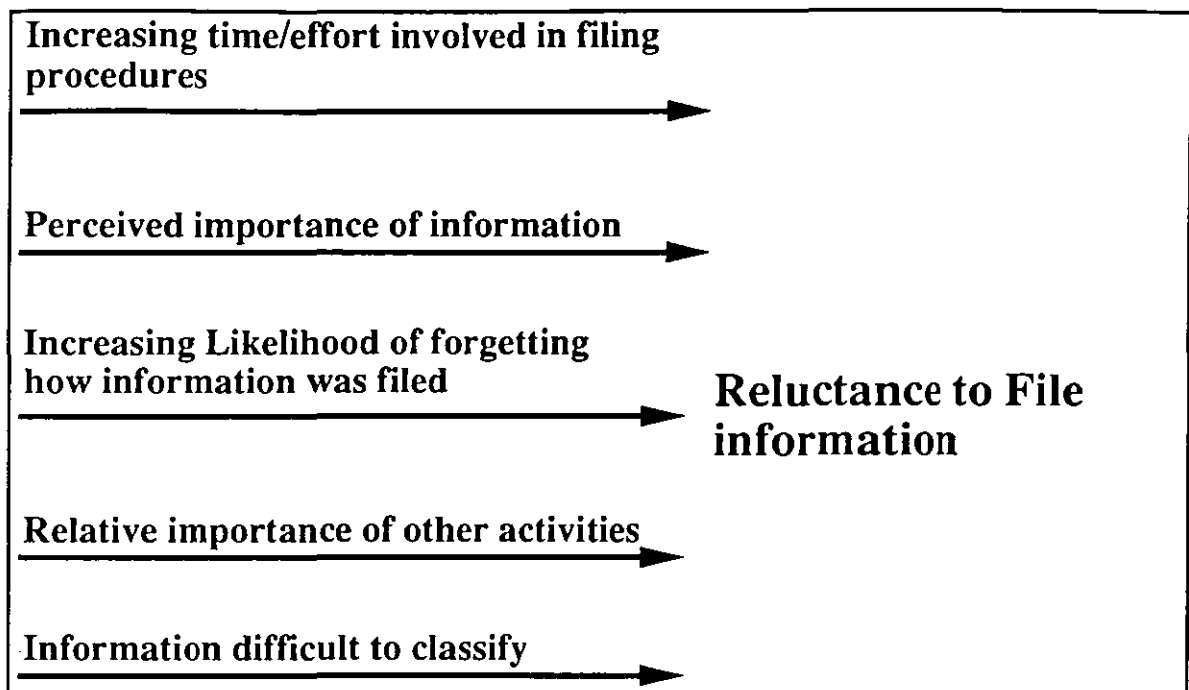 Increasing time/effort involved in filing
procedures
Perceived importance of information
Increasing Likelihood of forgetting
how information was filed
Reluctance to File
information
Relative importance of other activities
Information difficult to classify